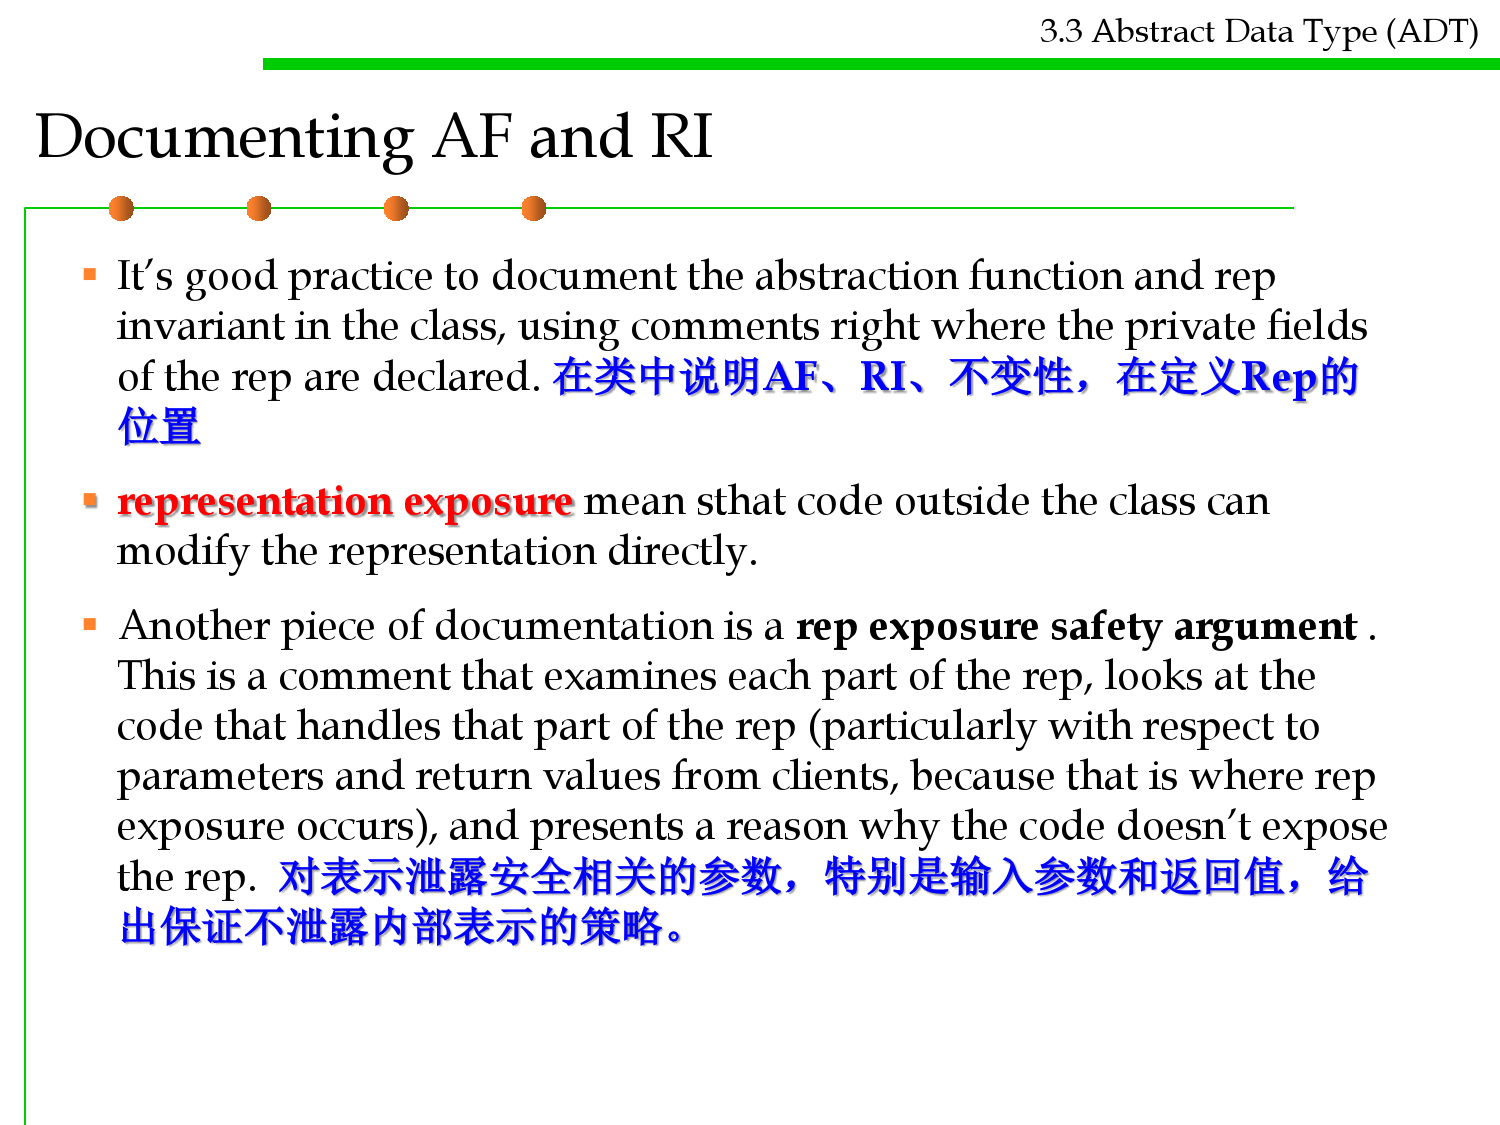 3.3 Abstract Data Type (ADT)
Documenting AF and RI
It’s good practice to document the abstraction function and rep
invariant in the class, using comments right where the private fields
of the rep are declared. 在类中说明AF、RI、不变性，在定义Rep的
位置
representation exposure mean sthat code outside the class can
modify the representation directly.
Another piece of documentation is a rep exposure safety argument .
This is a comment that examines each part of the rep, looks at the
code that handles that part of the rep (particularly with respect to
parameters and return values from clients, because that is where rep
exposure occurs), and presents a reason why the code doesn’t expose
the rep. 对表示泄露安全相关的参数，特别是输入参数和返回值，给
出保证不泄露内部表示的策略。